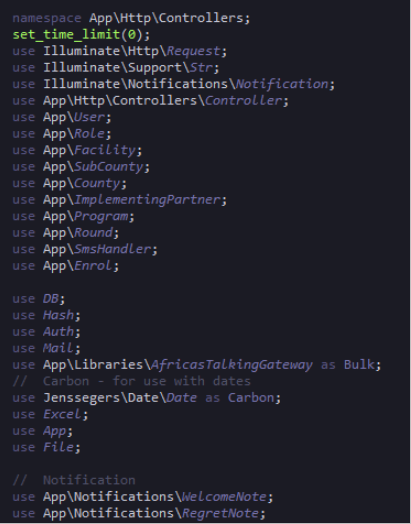 namespace App\Http\Controllers;
set_time_limit(0);
use Illuminate\Http\Request;
use Illuminate\Support\Str;
use Illuminate\Notifications\Notification;
use App\Http\Controllers\Controller;
use App\User;
use App\Role;
use App\Facility;
use App\SubCounty;
use App\County;
use App\ImplementingPartner;
use App\Program;
use App\Round;
use App\SmsHandler;
use App\Enrol;
use DB;
use Hash;
use Auth;
use Mail;
use App\Libraries\AfricasTalkingGateway as Bulk;
// Carbon - for use with dates
use Jenssegers\Date\Date as Carbon;
use Excel;
use App;
use File;
// Notification
use App\Notifications\WelcomeNote;
use App\Notifications\RegretNote;